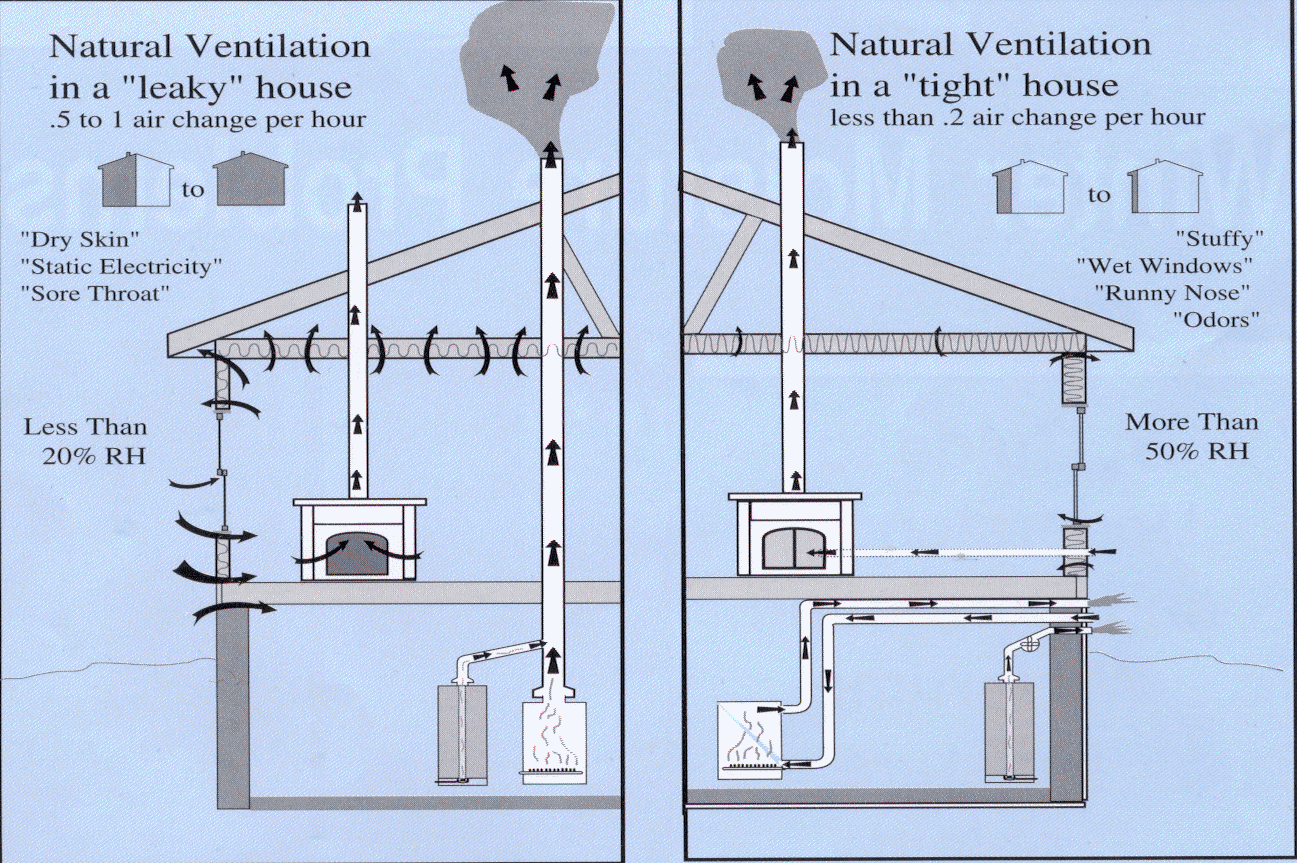 Natural Ventilation
in a "leaky" house
.5 to 1 air change per hour
to
"Dry Skin"
"Static Electricity"
"Sore Throat"
Less Than
20% RH
Natural Ventilation
in a "tight" house
less than .2 air change per hour
to
"Stuffy"
"Wet Windows"
"Runny Nose"
"Odors"
More Than
50% RH